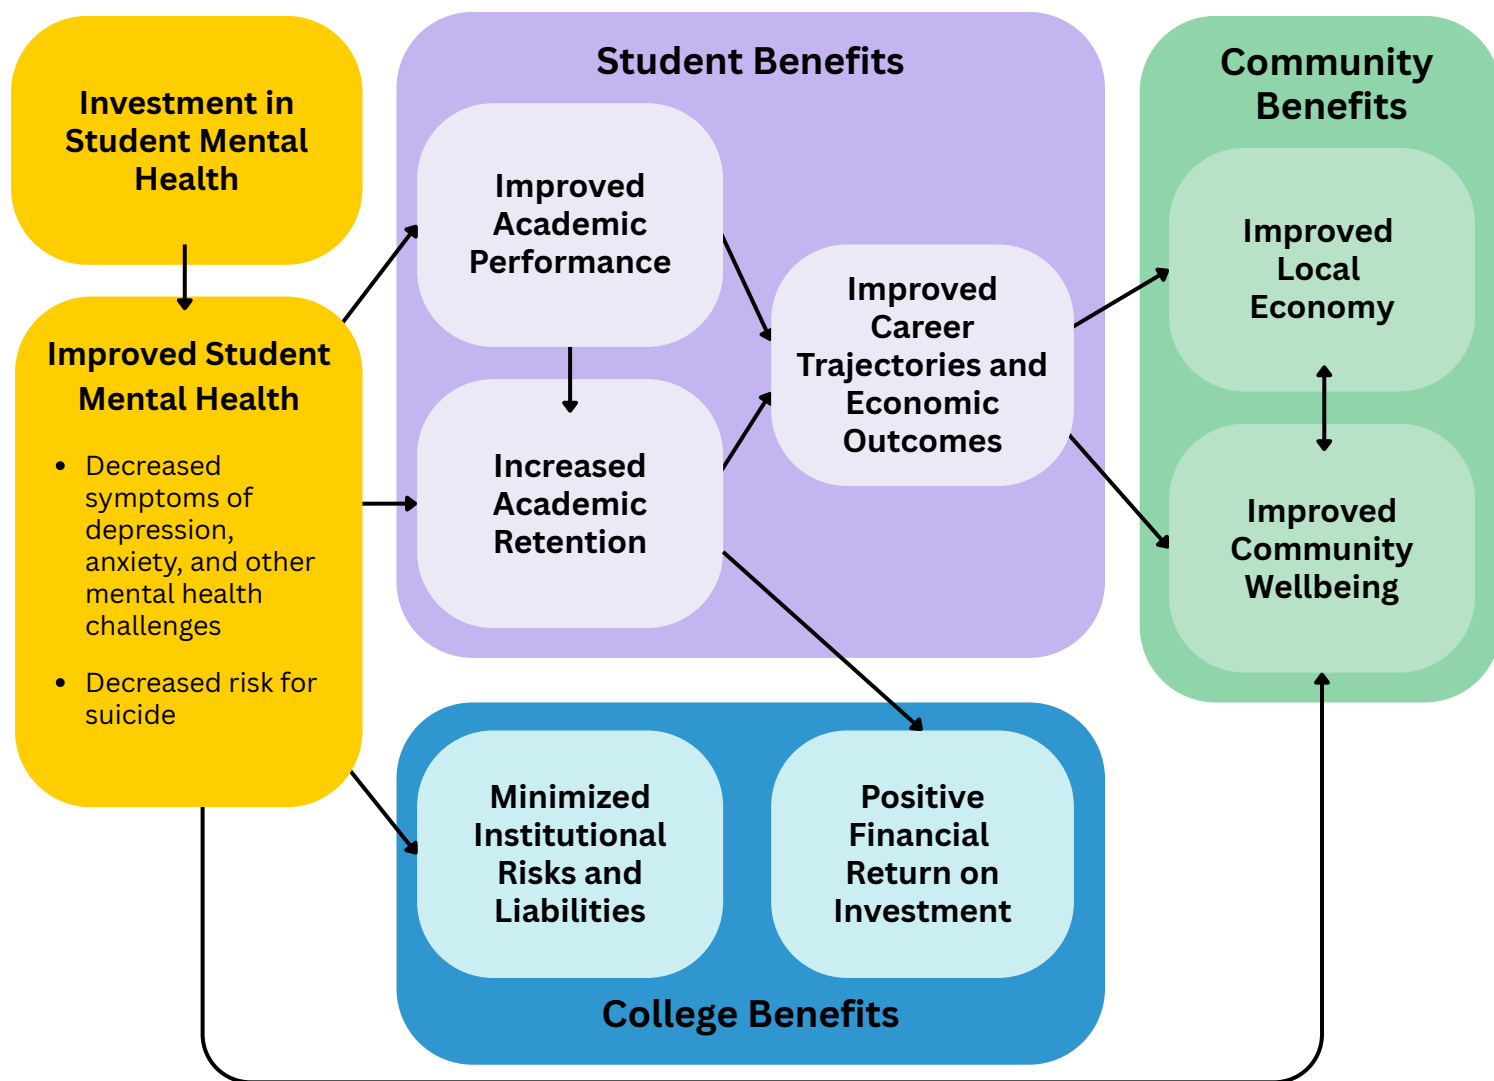 Investment in
Student Mental
Health
Improved Student
Mental Health
• Decreased
symptoms of
depression,
anxiety, and other
mental health
challenges
• Decreased risk for
suicide
Student Benefits
Improved
Academic
Performance
Increased
Academic
Retention
Improved
Career
Trajectories and
Economic
Outcomes
Community
Benefits
Improved
Local
Economy
Improved
Community
Wellbeing
Minimized
Institutional
Risks and
Liabilities
Positive
Financial
Return on
Investment
College Benefits